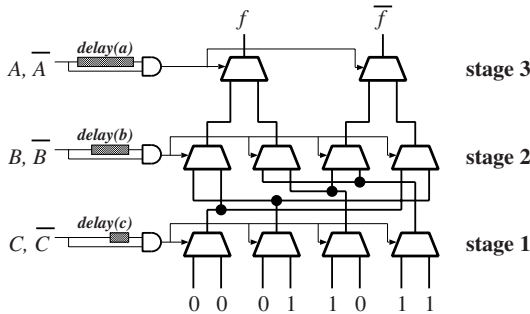 f f̅
delay(a)
A, A̅ stage 3
delay(b)
B, B̅ stage 2
delay(c)
C, C̅ stage 1
0 0 0 1 1 0 1 1